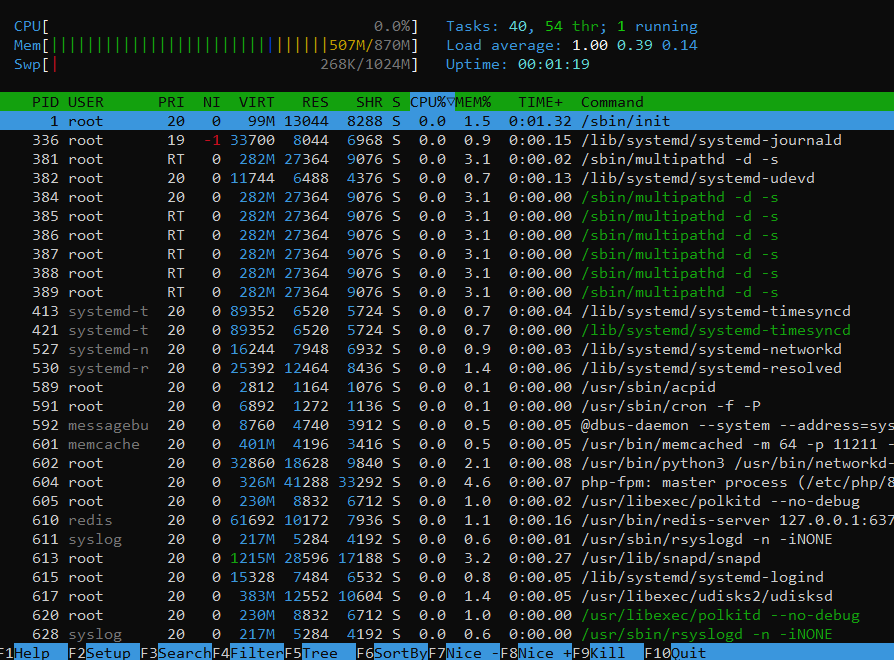 CPU[ 0.0%] Tasks: 40, 54 thr; 1 running
Mem[||||||||||||||||||||||||||||||||507M/870M] Load average: 1.00 0.39 0.14
Swp[| 268K/1024M] Uptime: 00:01:19
PID USER PRI NI VIRT RES SHR S CPU%▽MEM% TIME+ Command
1 root 20 0 99M 13044 8288 S 0.0 1.5 0:01.32 /sbin/init
336 root 19 -1 33700 8044 6968 S 0.0 0.9 0:00.15 /lib/systemd/systemd-journald
381 root RT 0 282M 27364 9076 S 0.0 3.1 0:00.02 /sbin/multipathd -d -s
382 root 20 0 11744 6488 4376 S 0.0 0.7 0:00.13 /lib/systemd/systemd-udevd
384 root 20 0 282M 27364 9076 S 0.0 3.1 0:00.00 /sbin/multipathd -d -s
385 root RT 0 282M 27364 9076 S 0.0 3.1 0:00.00 /sbin/multipathd -d -s
386 root RT 0 282M 27364 9076 S 0.0 3.1 0:00.00 /sbin/multipathd -d -s
387 root RT 0 282M 27364 9076 S 0.0 3.1 0:00.00 /sbin/multipathd -d -s
388 root RT 0 282M 27364 9076 S 0.0 3.1 0:00.00 /sbin/multipathd -d -s
389 root RT 0 282M 27364 9076 S 0.0 3.1 0:00.00 /sbin/multipathd -d -s
413 systemd-t 20 0 89352 6520 5724 S 0.0 0.7 0:00.04 /lib/systemd/systemd-timesyncd
421 systemd-t 20 0 89352 6520 5724 S 0.0 0.7 0:00.00 /lib/systemd/systemd-timesyncd
527 systemd-n 20 0 16244 7948 6932 S 0.0 0.9 0:00.03 /lib/systemd/systemd-networkd
530 systemd-r 20 0 25392 12464 8436 S 0.0 1.4 0:00.06 /lib/systemd/systemd-resolved
589 root 20 0 2812 1164 1076 S 0.0 0.1 0:00.00 /usr/sbin/acpid
591 root 20 0 6892 1272 1136 S 0.0 0.1 0:00.00 /usr/sbin/cron -f -P
592 messagebu 20 0 8760 4740 3912 S 0.0 0.5 0:00.05 @dbus-daemon --system --address=sys
601 memcache 20 0 401M 4196 3416 S 0.0 0.5 0:00.05 /usr/bin/memcached -m 64 -p 11211 -
602 root 20 0 32860 18628 9840 S 0.0 2.1 0:00.08 /usr/bin/python3 /usr/bin/networkd-
604 root 20 0 326M 41288 33292 S 0.0 4.6 0:00.07 php-fpm: master process (/etc/php/8
605 root 20 0 230M 8832 6712 S 0.0 1.0 0:00.02 /usr/libexec/polkitd --no-debug
610 redis 20 0 61692 10172 7936 S 0.0 1.1 0:00.16 /usr/bin/redis-server 127.0.0.1:637
611 syslog 20 0 217M 5284 4192 S 0.0 0.6 0:00.01 /usr/sbin/rsyslogd -n -iNONE
613 root 20 0 1215M 28596 17188 S 0.0 3.2 0:00.27 /usr/lib/snapd/snapd
615 root 20 0 15328 7484 6532 S 0.0 0.8 0:00.05 /lib/systemd/systemd-logind
617 root 20 0 383M 12552 10604 S 0.0 1.4 0:00.05 /usr/libexec/udisks2/udisksd
620 root 20 0 230M 8832 6712 S 0.0 1.0 0:00.00 /usr/libexec/polkitd --no-debug
628 syslog 20 0 217M 5284 4192 S 0.0 0.6 0:00.00 /usr/sbin/rsyslogd -n -iNONE
F1Help F2Setup F3SearchF4FilterF5Tree F6SortByF7Nice -F8Nice +F9Kill F10Quit